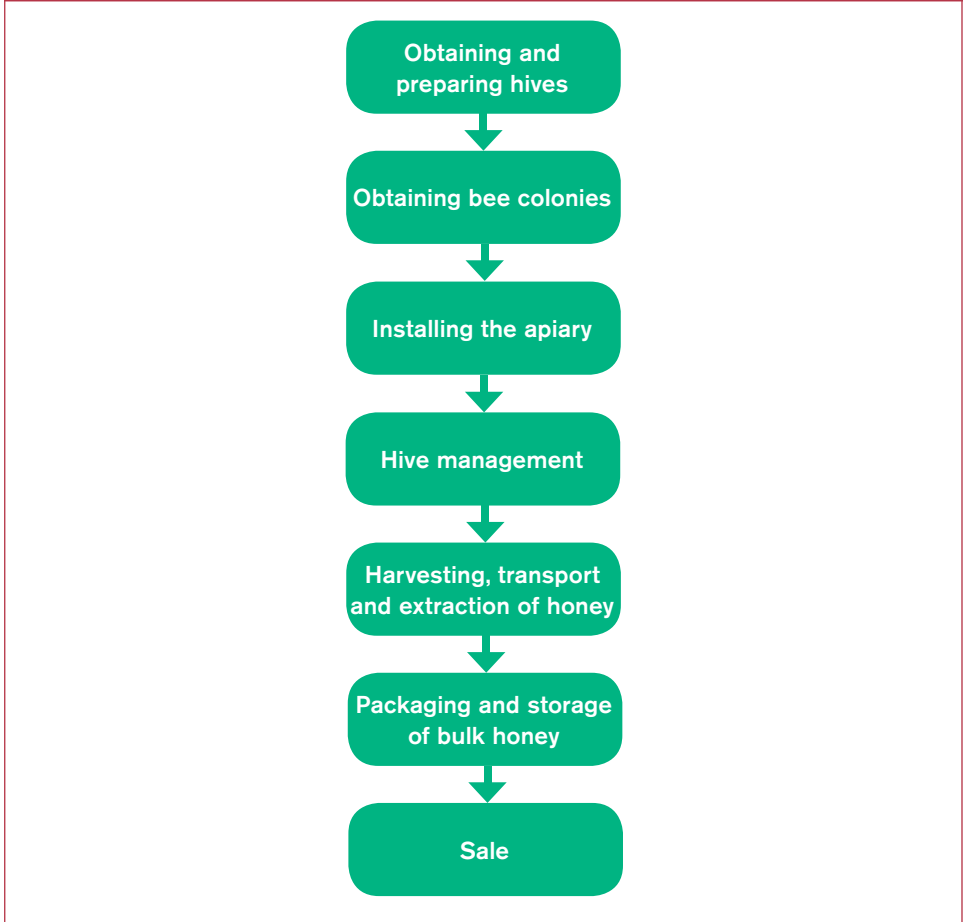 Obtaining and
preparing hives
Obtaining bee colonies
Installing the apiary
Hive management
Harvesting, transport
and extraction of honey
Packaging and storage
of bulk honey
Sale